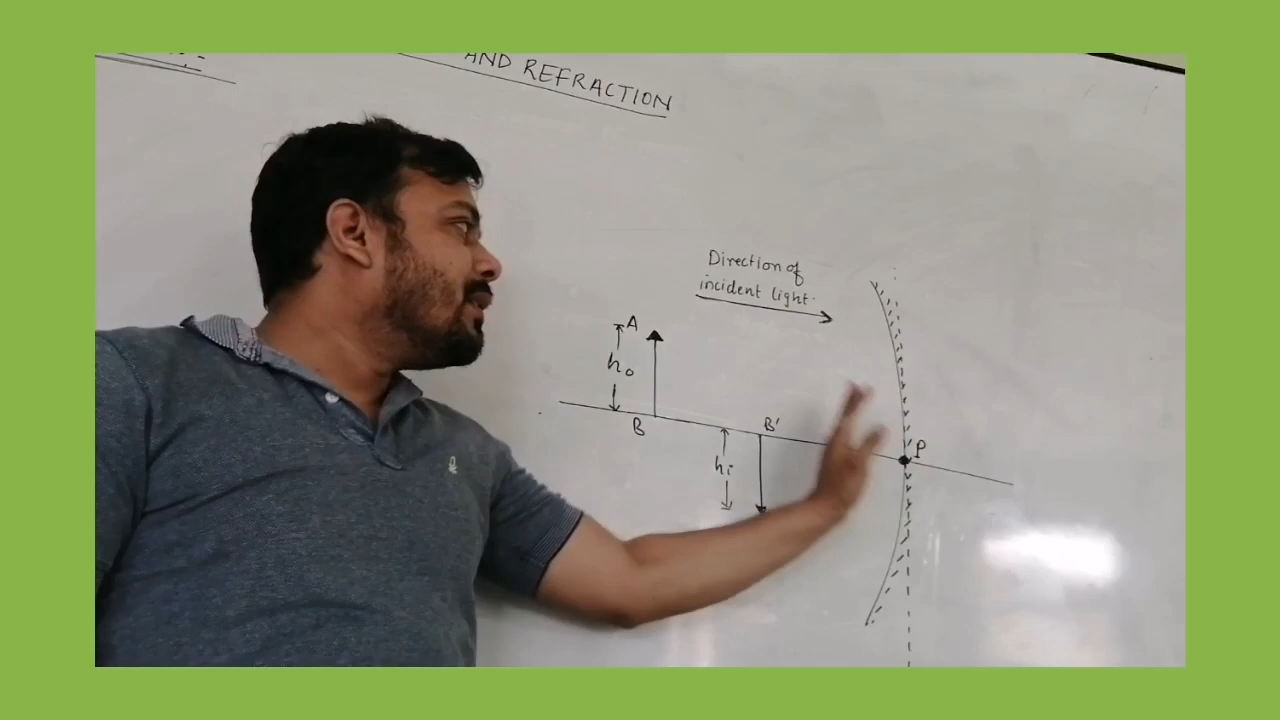 AND REFRACTION
Direction of
incident light.
A
h₀
B
B'
hᵢ
P